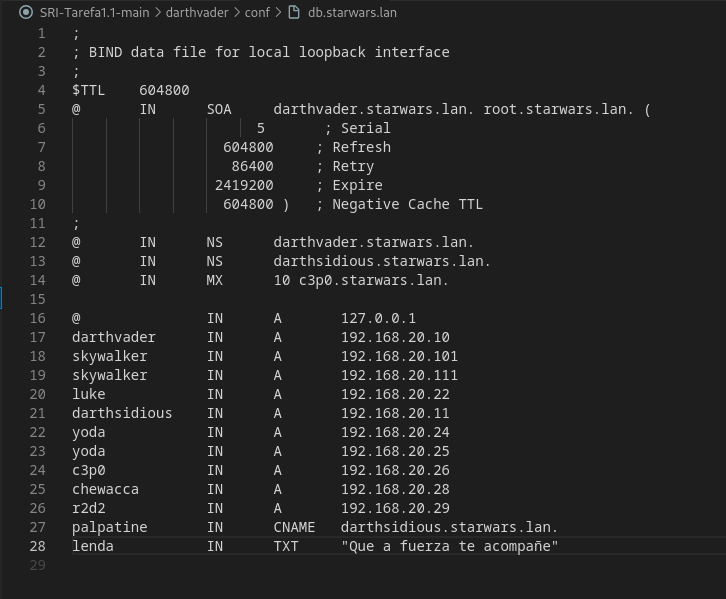 SRI-Tarefa1.1-main > darthvader > conf > db.starwars.lan
1 ;
2 ; BIND data file for local loopback interface
3 ;
4 $TTL 604800
5 @ IN SOA darthvader.starwars.lan. root.starwars.lan. (
6 5 ; Serial
7 604800 ; Refresh
8 86400 ; Retry
9 2419200 ; Expire
10 604800 ) ; Negative Cache TTL
11 ;
12 @ IN NS darthvader.starwars.lan.
13 @ IN NS darthsidious.starwars.lan.
14 @ IN MX 10 c3p0.starwars.lan.
15
16 @ IN A 127.0.0.1
17 darthvader IN A 192.168.20.10
18 skywalker IN A 192.168.20.101
19 skywalker IN A 192.168.20.111
20 luke IN A 192.168.20.22
21 darthsidious IN A 192.168.20.11
22 yoda IN A 192.168.20.24
23 yoda IN A 192.168.20.25
24 c3p0 IN A 192.168.20.26
25 chewacca IN A 192.168.20.28
26 r2d2 IN A 192.168.20.29
27 palpatine IN CNAME darthsidious.starwars.lan.
28 lenda IN TXT "Que a fuerza te acompañe"
29